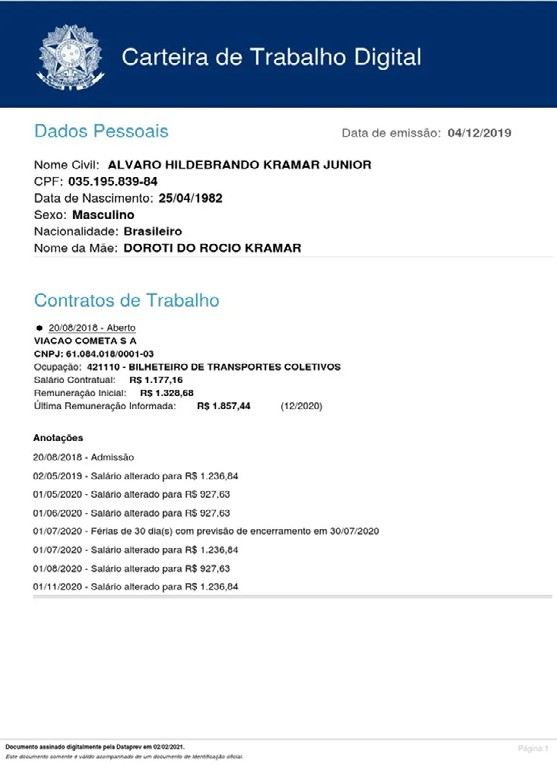 Carteira de Trabalho Digital
Dados Pessoais
Data de emissão: 04/12/2019
Nome Civil: ALVARO HILDEBRANDO KRAMAR JUNIOR
CPF: 035.195.839-84
Data de Nascimento: 25/04/1982
Sexo: Masculino
Nacionalidade: Brasileiro
Nome da Mãe: DOROTI DO ROCIO KRAMAR
Contratos de Trabalho
● 20/08/2018 - Aberto
VIACAO COMETA S A
CNPJ: 61.084.018/0001-03
Ocupação: 421110 - BILHETEIRO DE TRANSPORTES COLETIVOS
Salário Contratual: R$ 1.177,16
Remuneração Inicial: R$ 1.328,68
Última Remuneração Informada: R$ 1.857,44 (12/2020)
Anotações
20/08/2018 - Admissão
02/05/2019 - Salário alterado para R$ 1.236,84
01/05/2020 - Salário alterado para R$ 927,63
01/06/2020 - Salário alterado para R$ 927,63
01/07/2020 - Férias de 30 dia(s) com previsão de encerramento em 30/07/2020
01/07/2020 - Salário alterado para R$ 1.236,84
01/08/2020 - Salário alterado para R$ 927,63
01/11/2020 - Salário alterado para R$ 1.236,84
Documento assinado digitalmente pela Dataprev em 02/02/2021.
Página 1
Este documento somente é válido acompanhado de um documento de identificação oficial.